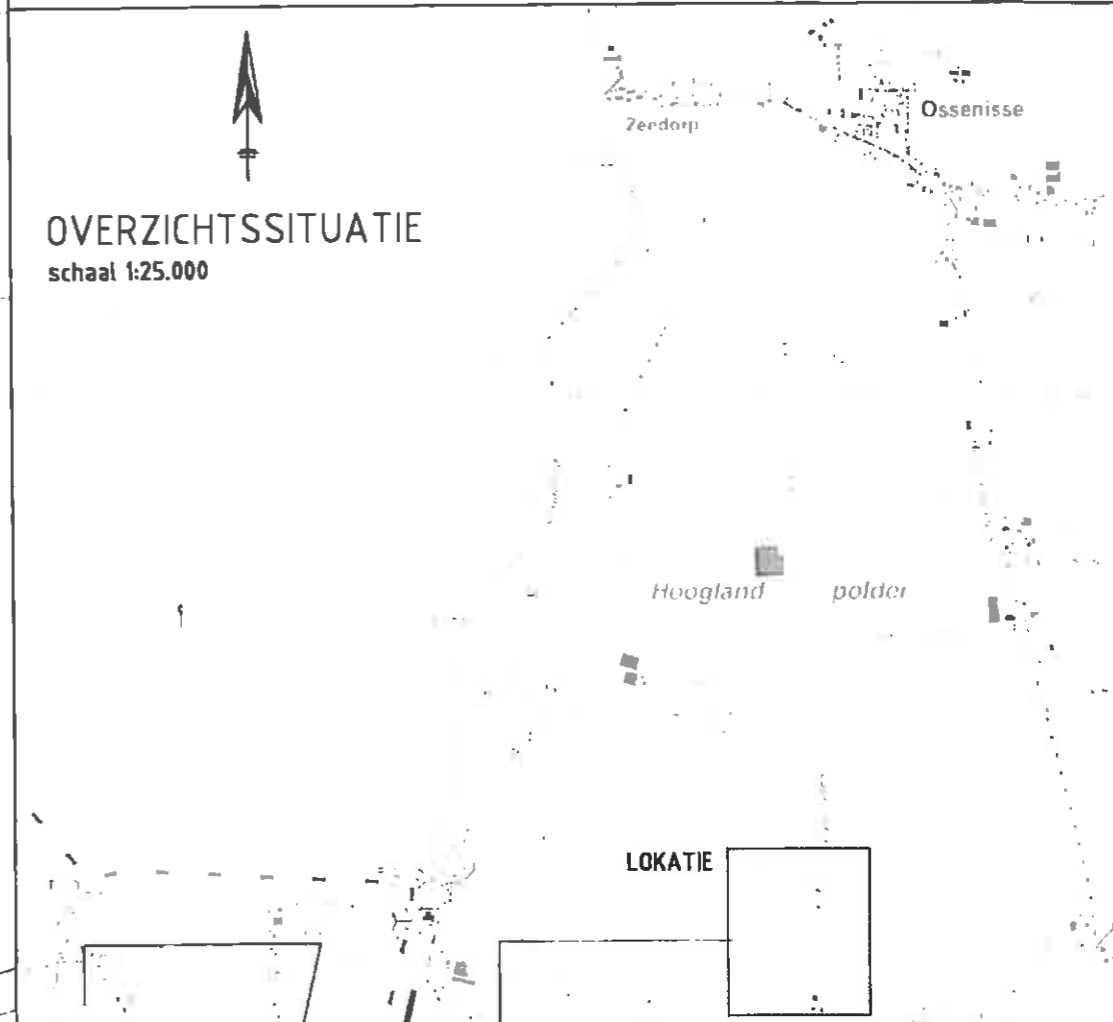 Ossenisse
Zeedorp
OVERZICHTSSITUATIE
schaal 1:25.000
Hoogland polder
LOKATIE